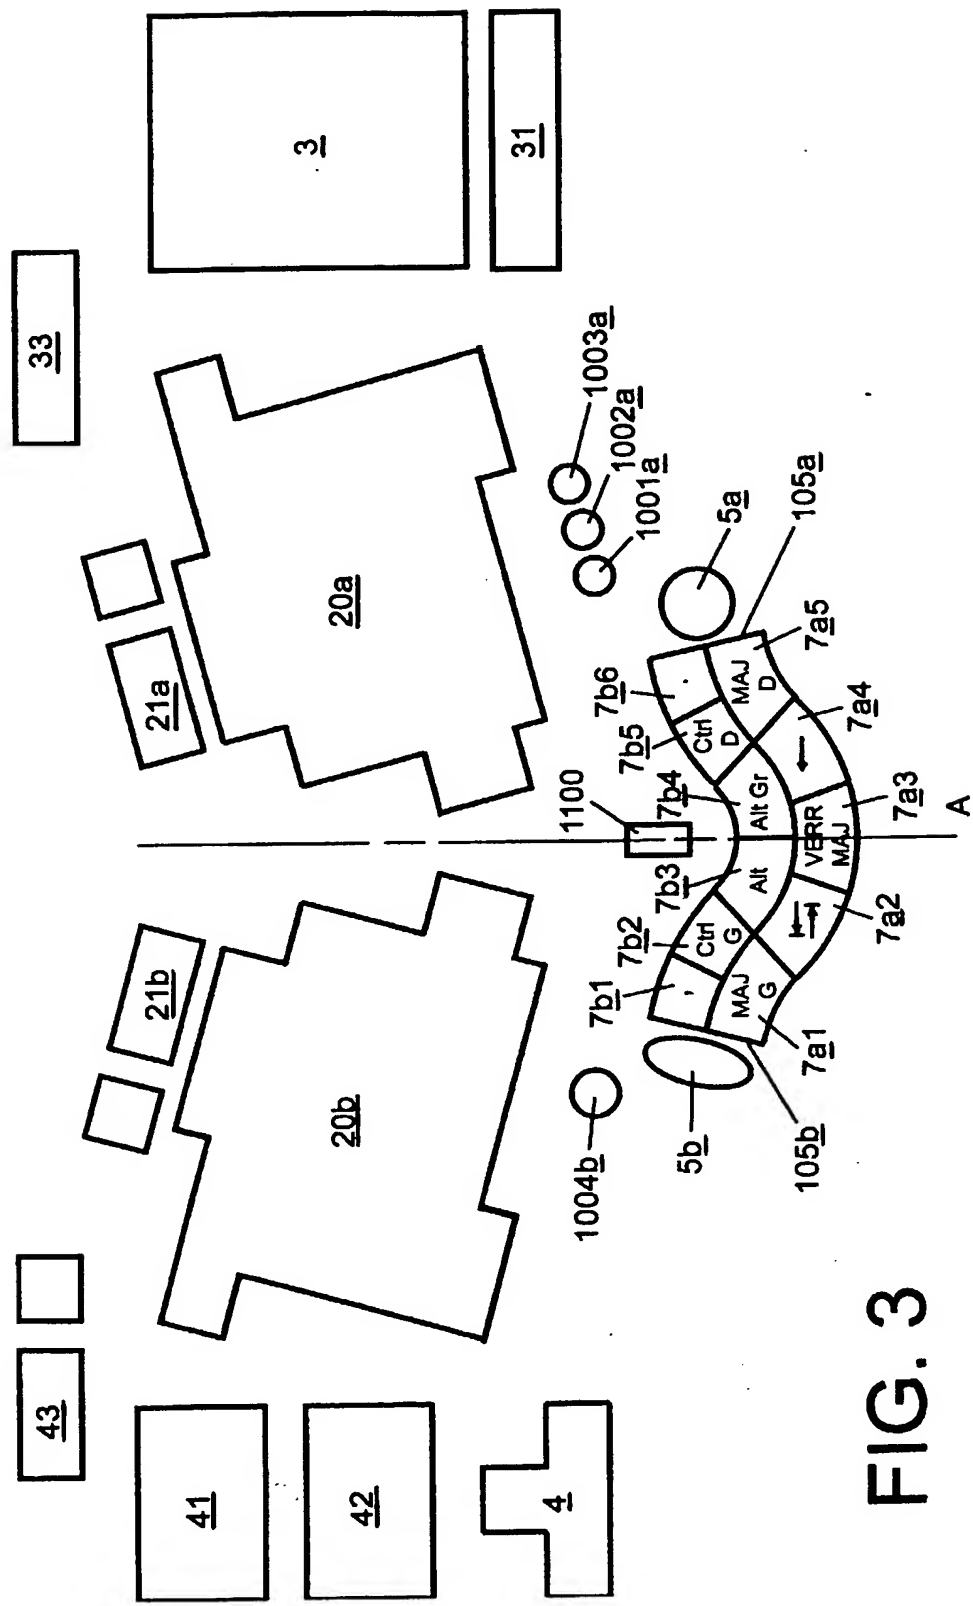 43
33
21b
21a
41
42
4
20b
20a
3
31
1004b
1100
1001a
1002a
1003a
5b
5a
105b
105a
7b1
7b2
7b3
7b4
7b5
7b6
,
Ctrl
G
Alt
Alt Gr
Ctrl
D
.
MAJ
G
VERR
MAJ
←
MAJ
D
7a1
7a2
7a3
7a4
7a5
A
FIG. 3